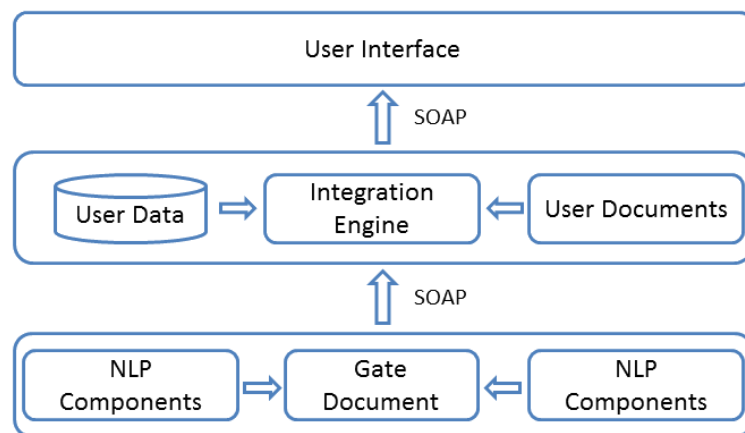 User Interface
SOAP
User Data
Integration
Engine
User Documents
SOAP
NLP
Components
Gate
Document
NLP
Components